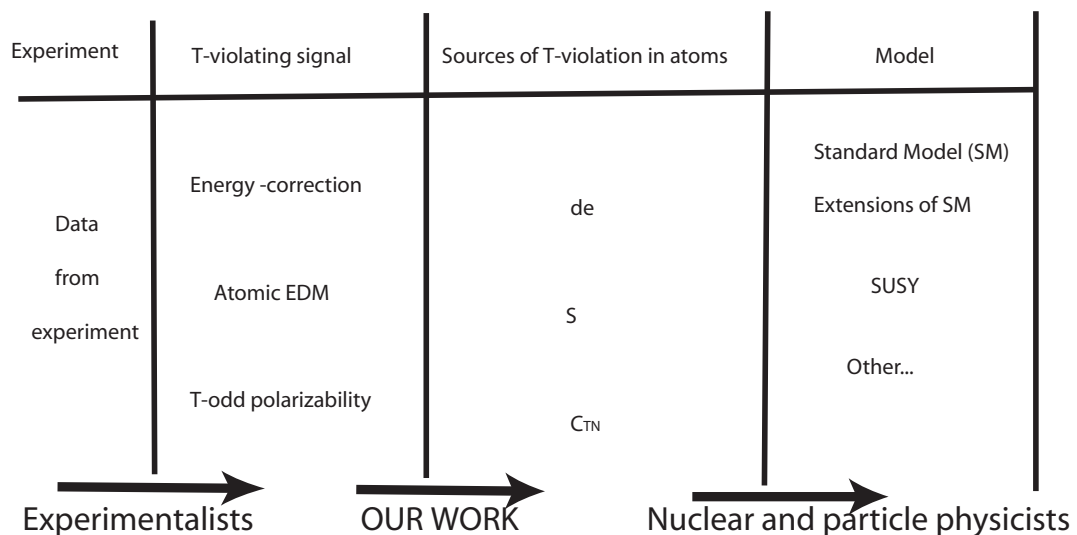 Experiment
T-violating signal
Sources of T-violation in atoms
Model
Data
from
experiment
Energy -correction
Atomic EDM
T-odd polarizability
de
S
CTN
Standard Model (SM)
Extensions of SM
SUSY
Other...
Experimentalists
OUR WORK
Nuclear and particle physicists